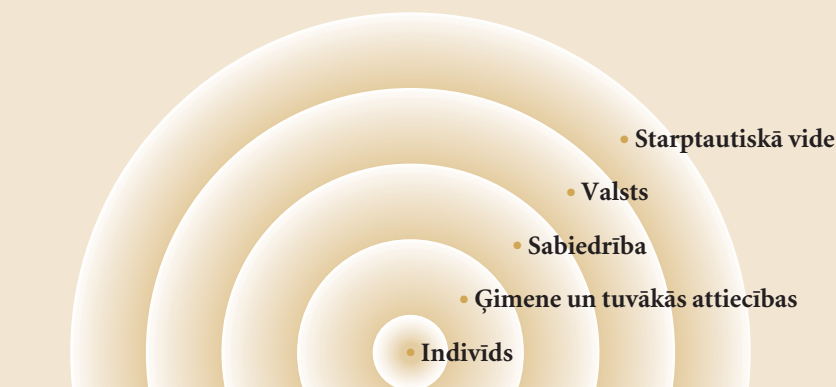 Starptautiskā vide
Valsts
Sabiedrība
Ģimene un tuvākās attiecības
Indivīds